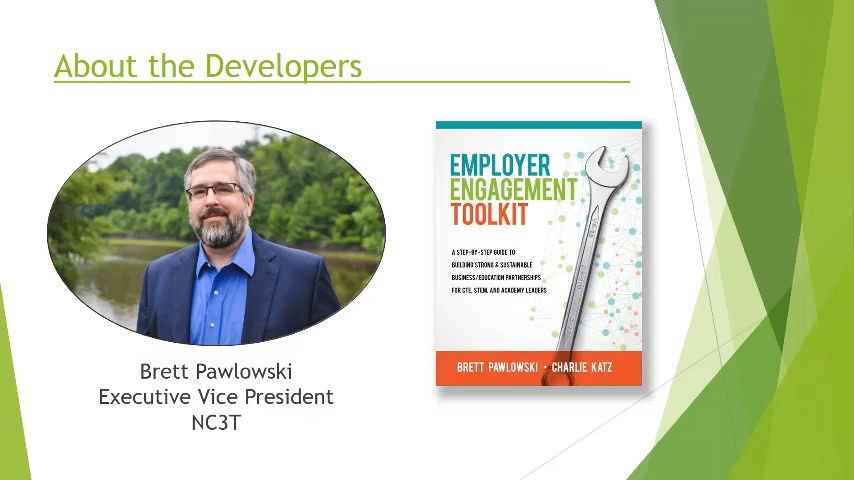 About the Developers
EMPLOYER
ENGAGEMENT
TOOLKIT
A STEP-BY-STEP GUIDE TO
BUILDING STRONG & SUSTAINABLE
BUSINESS/EDUCATION PARTNERSHIPS
FOR CTE, STEM, AND ACADEMY LEADERS
BRETT PAWLOWSKI · CHARLIE KATZ
Brett Pawlowski
Executive Vice President
NC3T